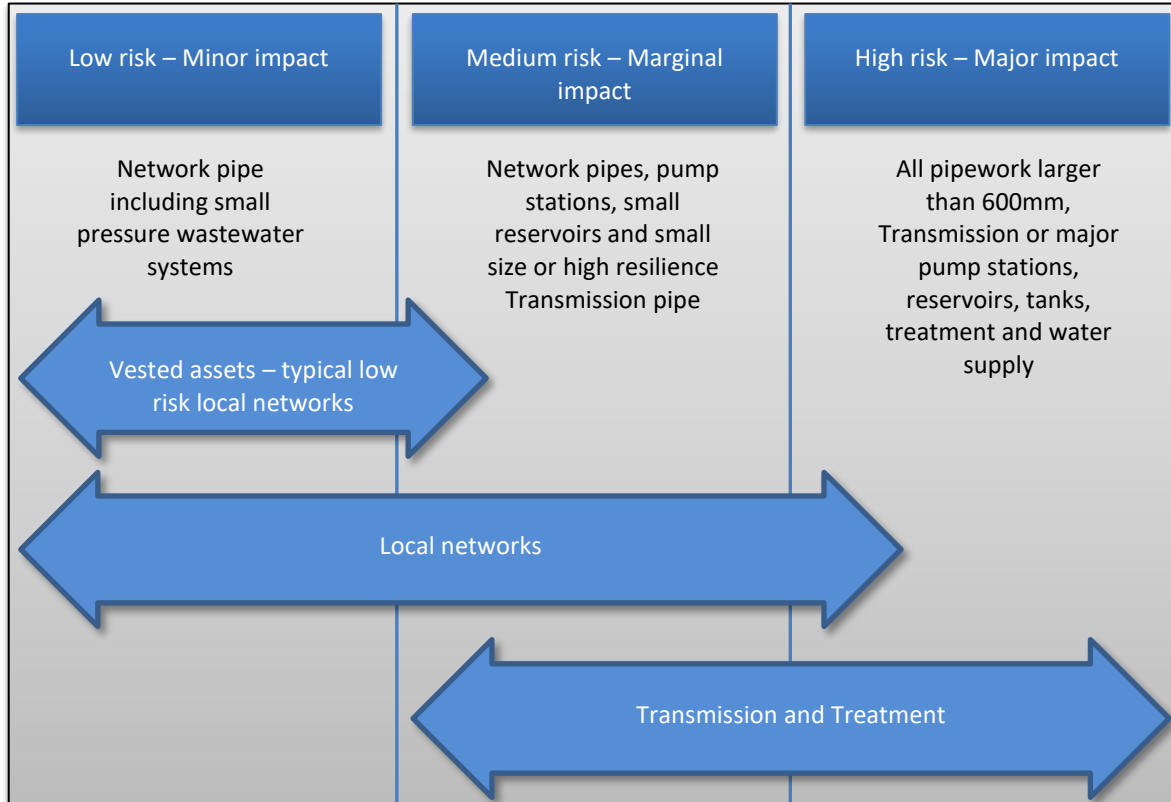 Low risk – Minor impact
Medium risk – Marginal
impact
High risk – Major impact
Network pipe
including small
pressure wastewater
systems
Network pipes, pump
stations, small
reservoirs and small
size or high resilience
Transmission pipe
All pipework larger
than 600mm,
Transmission or major
pump stations,
reservoirs, tanks,
treatment and water
supply
Vested assets – typical low
risk local networks
Local networks
Transmission and Treatment